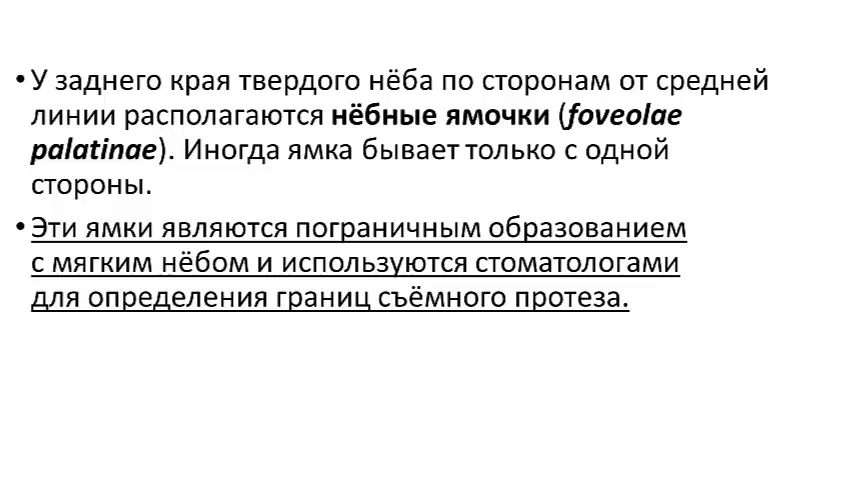 • У заднего края твердого нёба по сторонам от средней
линии располагаются нёбные ямочки (foveolae
palatinae). Иногда ямка бывает только с одной
стороны.
• Эти ямки являются пограничным образованием
с мягким нёбом и используются стоматологами
для определения границ съёмного протеза.